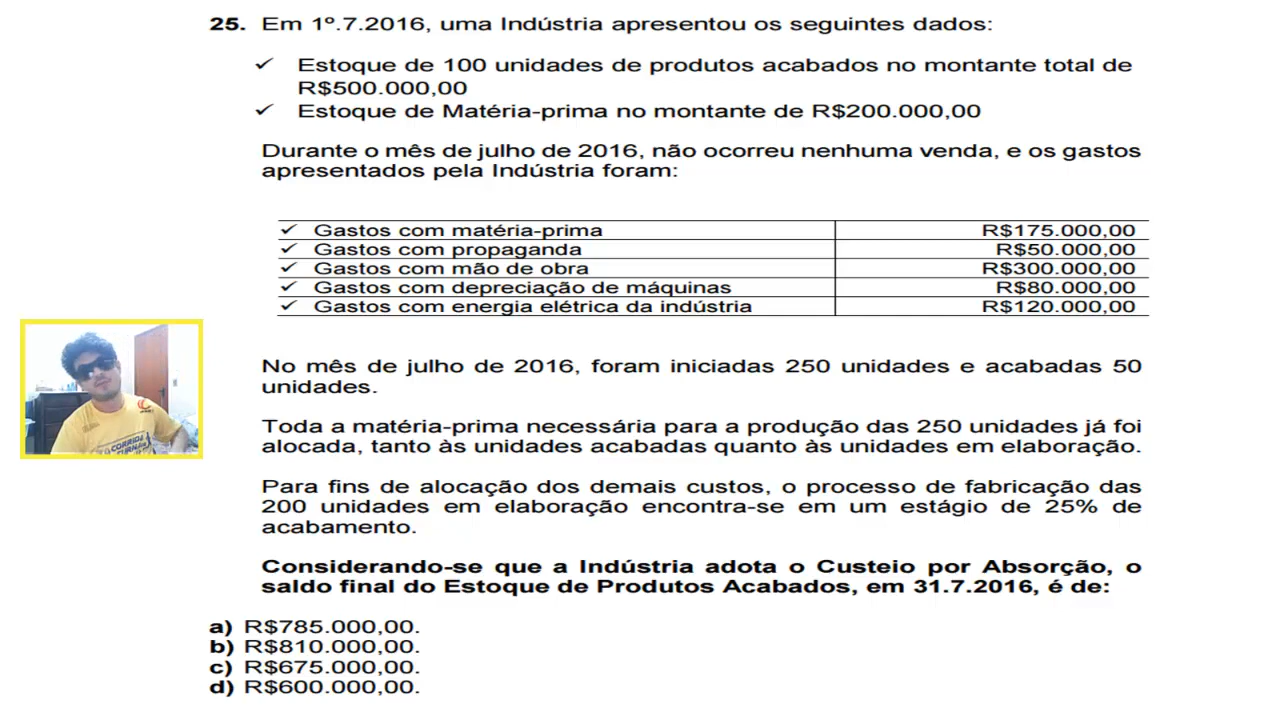 25. Em 1º.7.2016, uma Indústria apresentou os seguintes dados:
✓ Estoque de 100 unidades de produtos acabados no montante total de
R$500.000,00
✓ Estoque de Matéria-prima no montante de R$200.000,00
Durante o mês de julho de 2016, não ocorreu nenhuma venda, e os gastos
apresentados pela Indústria foram:
✓ Gastos com matéria-prima R$175.000,00
✓ Gastos com propaganda R$50.000,00
✓ Gastos com mão de obra R$300.000,00
✓ Gastos com depreciação de máquinas R$80.000,00
✓ Gastos com energia elétrica da indústria R$120.000,00
No mês de julho de 2016, foram iniciadas 250 unidades e acabadas 50
unidades.
Toda a matéria-prima necessária para a produção das 250 unidades já foi
alocada, tanto às unidades acabadas quanto às unidades em elaboração.
Para fins de alocação dos demais custos, o processo de fabricação das
200 unidades em elaboração encontra-se em um estágio de 25% de
acabamento.
Considerando-se que a Indústria adota o Custeio por Absorção, o
saldo final do Estoque de Produtos Acabados, em 31.7.2016, é de:
a) R$785.000,00.
b) R$810.000,00.
c) R$675.000,00.
d) R$600.000,00.